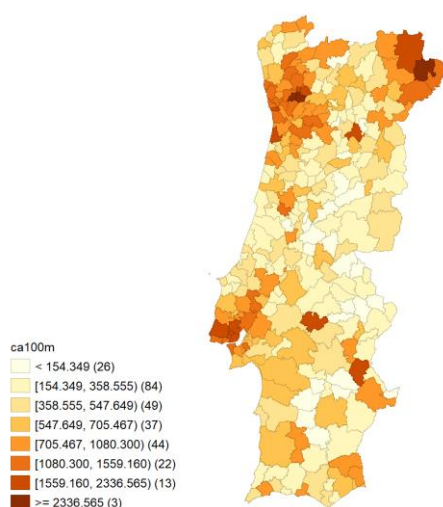 ca100m
< 154.349 (26)
[154.349, 358.555) (84)
[358.555, 547.649) (49)
[547.649, 705.467) (37)
[705.467, 1080.300) (44)
[1080.300, 1559.160) (22)
[1559.160, 2336.565) (13)
>= 2336.565 (3)